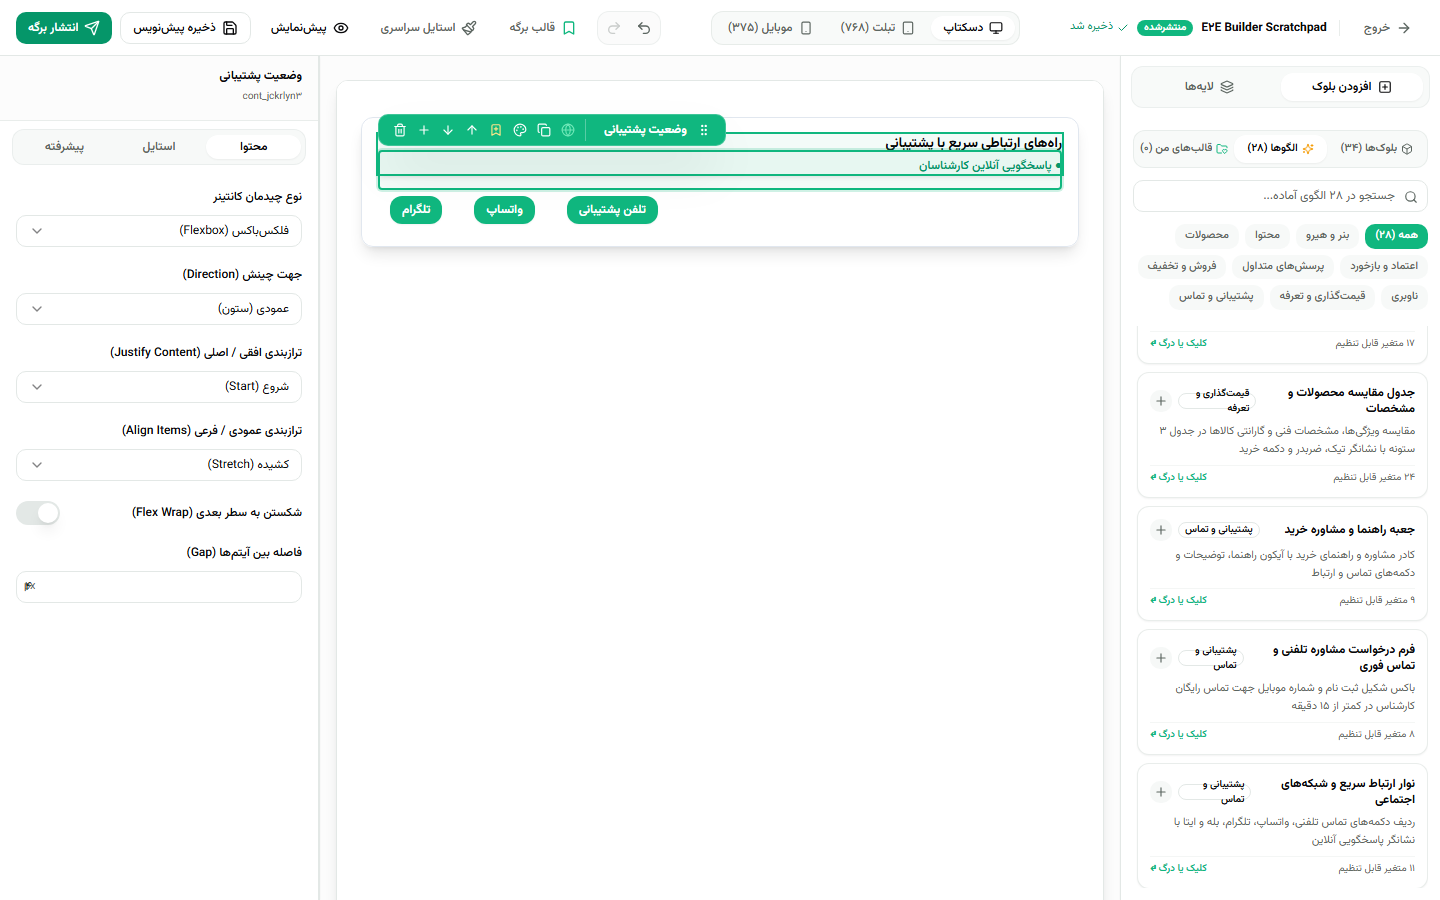 خروج
E2E Builder Scratchpad
منتشرشده
ذخیره شد
دسکتاپ
تبلت (۷۶۸)
موبایل (۳۷۵)
قالب برگه
استایل سراسری
پیش‌نمایش
ذخیره پیش‌نویس
انتشار برگه
افزودن بلوک
لایه‌ها
بلوک‌ها (۳۴)
الگوها (۲۸)
قالب‌های من (۰)
جستجو در ۲۸ الگوی آماده...
همه (۲۸)
بنر و هیرو
محتوا
محصولات
اعتماد و بازخورد
پرسش‌های متداول
فروش و تخفیف
ناوبری
قیمت‌گذاری و تعرفه
پشتیبانی و تماس
۱۷ متغیر قابل تنظیم
کلیک یا درگ
جدول مقایسه محصولات و مشخصات
قیمت‌گذاری و تعرفه
مقایسه ویژگی‌ها، مشخصات فنی و گارانتی کالاها در جدول ۳
ستونه با نشانگر تیک، ضربدر و دکمه خرید
۲۴ متغیر قابل تنظیم
کلیک یا درگ
جعبه راهنما و مشاوره خرید
پشتیبانی و تماس
کادر مشاوره و راهنمای خرید با آیکون راهنما، توضیحات و
دکمه‌های تماس و ارتباط
۹ متغیر قابل تنظیم
کلیک یا درگ
فرم درخواست مشاوره تلفنی و تماس فوری
پشتیبانی و تماس
باکس شکیل ثبت نام و شماره موبایل جهت تماس رایگان
کارشناس در کمتر از ۱۵ دقیقه
۸ متغیر قابل تنظیم
کلیک یا درگ
نوار ارتباط سریع و شبکه‌های اجتماعی
پشتیبانی و تماس
ردیف دکمه‌های تماس تلفنی، واتساپ، تلگرام، بله و ایتا با
نشانگر پاسخگویی آنلاین
۱۱ متغیر قابل تنظیم
کلیک یا درگ
وضعیت پشتیبانی
راه‌های ارتباطی سریع با پشتیبانی
● پاسخگویی آنلاین کارشناسان
تلفن پشتیبانی
واتساپ
تلگرام
وضعیت پشتیبانی
cont_jckrlyn۳
محتوا
استایل
پیشرفته
نوع چیدمان کانتینر
فلکس‌باکس (Flexbox)
جهت چینش (Direction)
عمودی (ستون)
ترازبندی افقی / اصلی (Justify Content)
شروع (Start)
ترازبندی عمودی / فرعی (Align Items)
کشیده (Stretch)
شکستن به سطر بعدی (Flex Wrap)
فاصله بین آیتم‌ها (Gap)